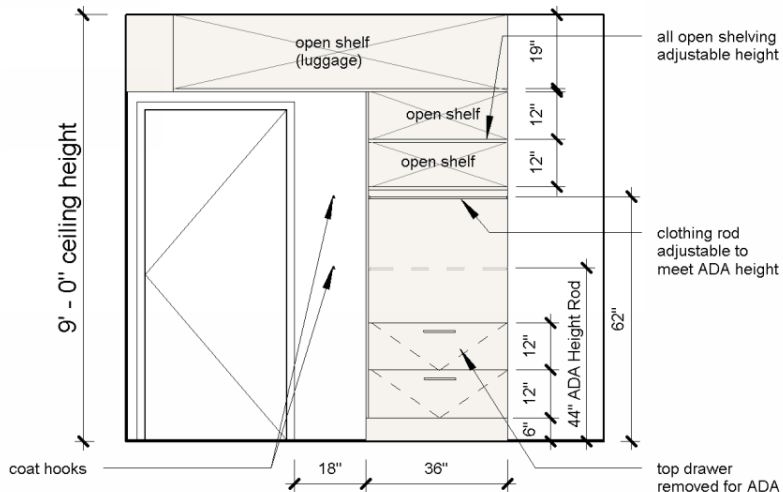 open shelf
(luggage)
19"
all open shelving
adjustable height
open shelf
12"
open shelf
12"
9' - 0" ceiling height
clothing rod
adjustable to
meet ADA height
62"
44" ADA Height Rod
12"
12"
6"
coat hooks
18"
36"
top drawer
removed for ADA